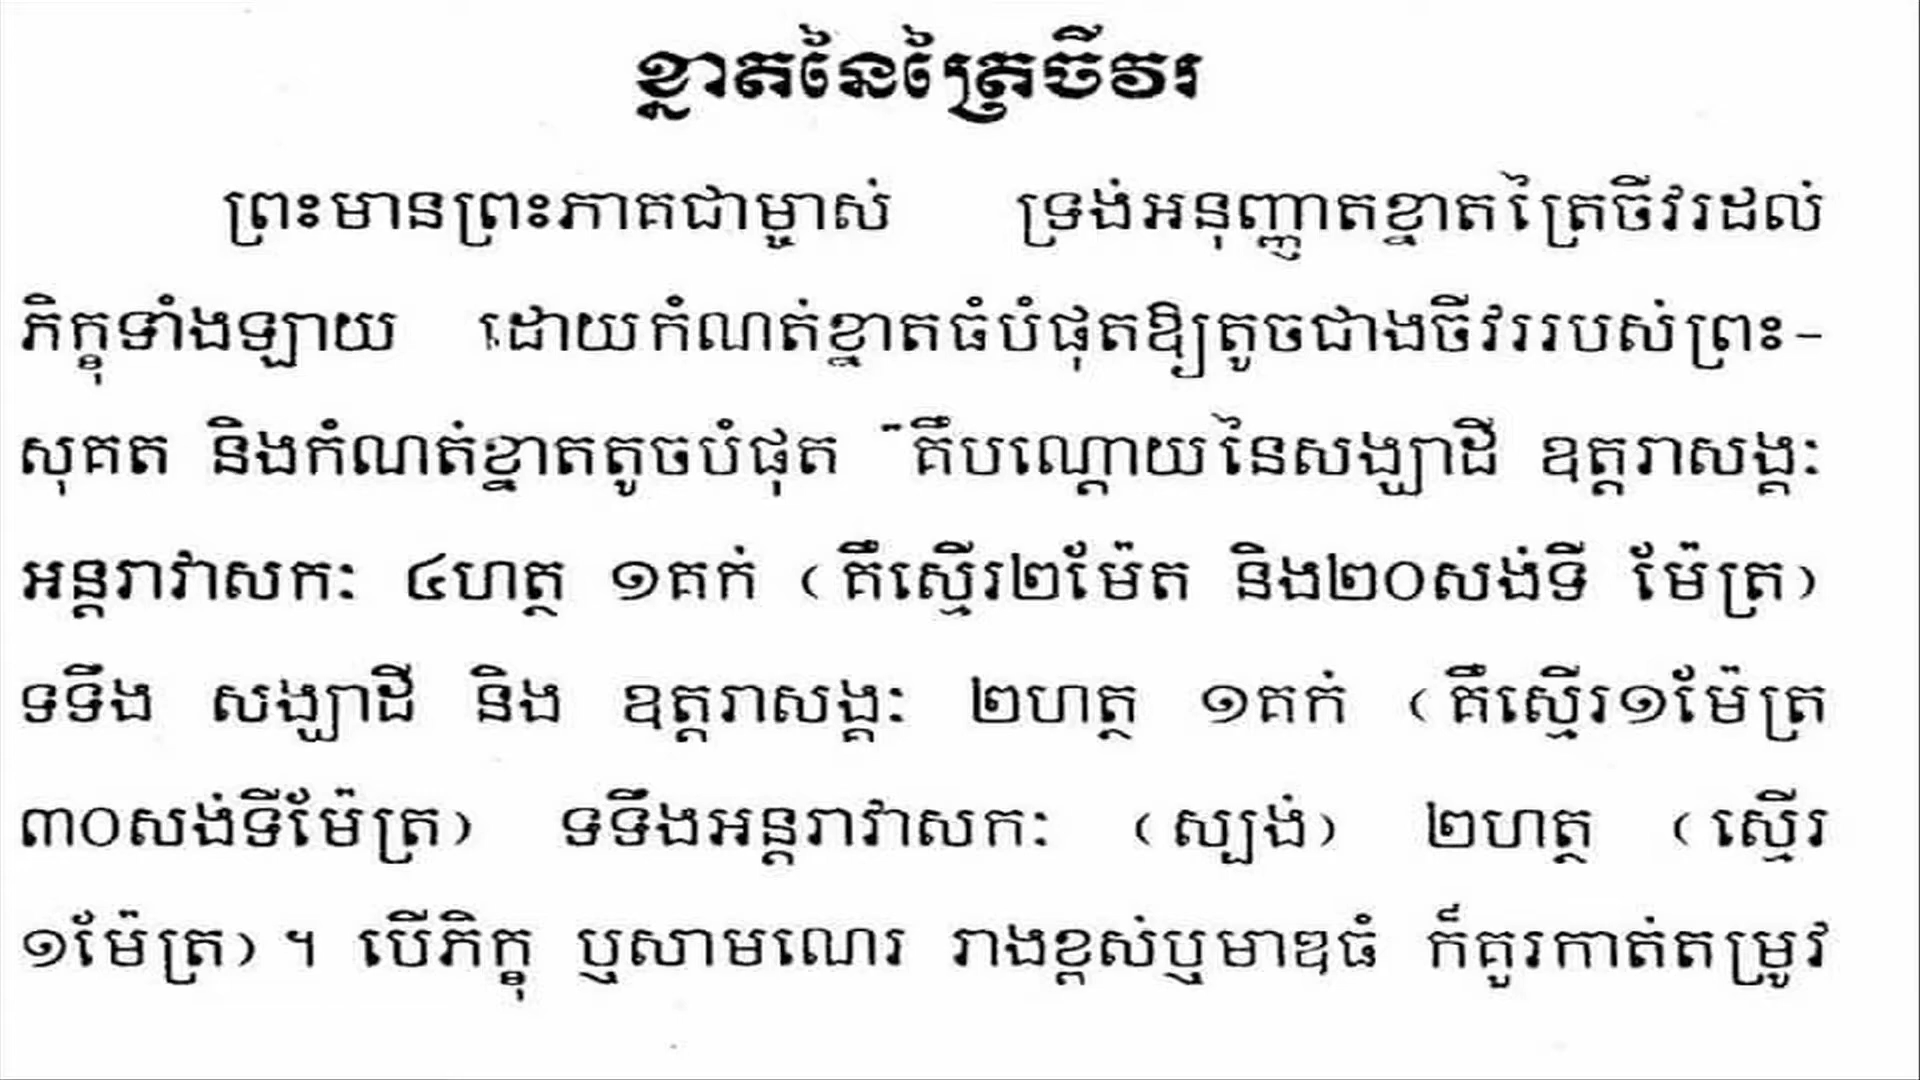 ខ្នាតនៃត្រៃចីវរ
ព្រះមានព្រះភាគជាម្ចាស់ ទ្រង់អនុញ្ញាតខ្នាតត្រៃចីវរដល់
ភិក្ខុទាំងឡាយ ដោយកំណត់ខ្នាតធំបំផុតឱ្យតូចជាងចីវររបស់ព្រះ-
សុគត និងកំណត់ខ្នាតតូចបំផុត "គឺបណ្តោយនៃសង្ឃាដី ឧត្តរាសង្គៈ
អន្តរាវាសកៈ ៤ហត្ថ ១គក់ (គឺស្មើរ២ម៉ែត និង២០សង់ទី ម៉ែត្រ)
ទទឹង សង្ឃាដី និង ឧត្តរាសង្គៈ ២ហត្ថ ១គក់ (គឺស្មើរ១ម៉ែត្រ
៣០សង់ទីម៉ែត្រ) ទទឹងអន្តរាវាសកៈ (ស្បង់) ២ហត្ថ (ស្មើរ
១ម៉ែត្រ)។ បើភិក្ខុ ឬសាមណេរ រាងខ្ពស់ឬមាឌធំ ក៏គួរកាត់តម្រូវ